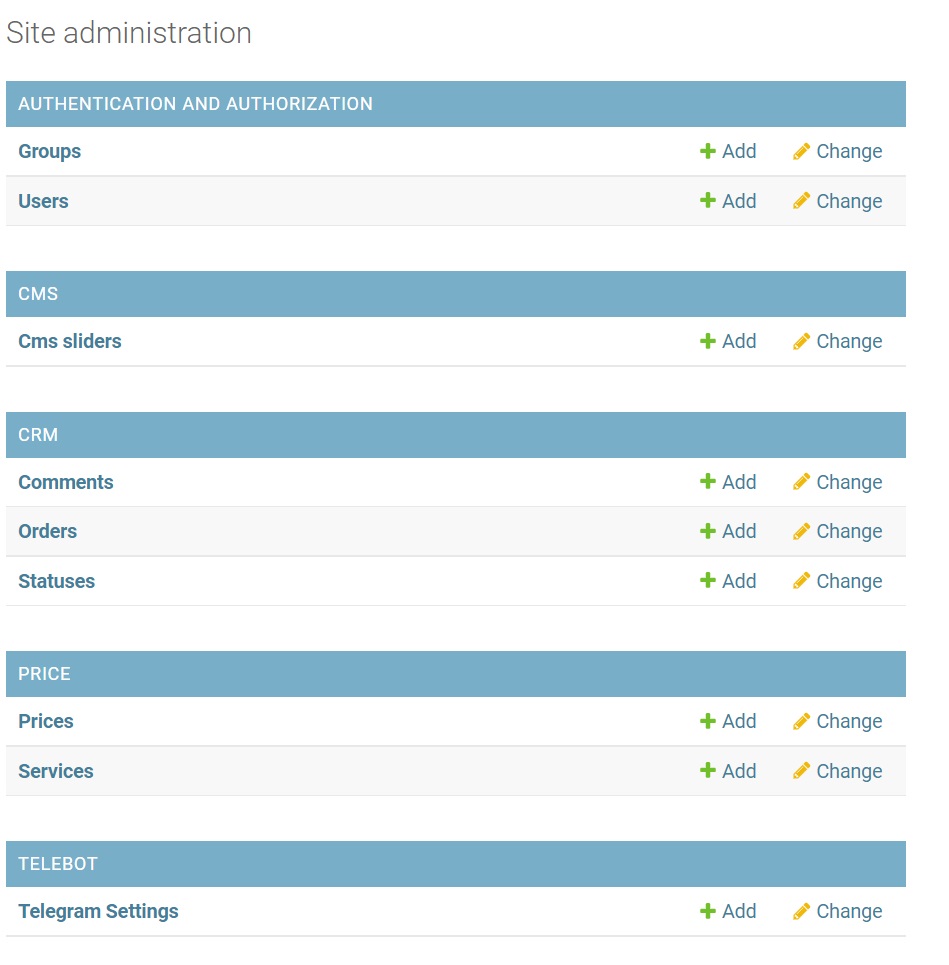 Site administration
AUTHENTICATION AND AUTHORIZATION
Groups Add Change
Users Add Change
CMS
Cms sliders Add Change
CRM
Comments Add Change
Orders Add Change
Statuses Add Change
PRICE
Prices Add Change
Services Add Change
TELEBOT
Telegram Settings Add Change